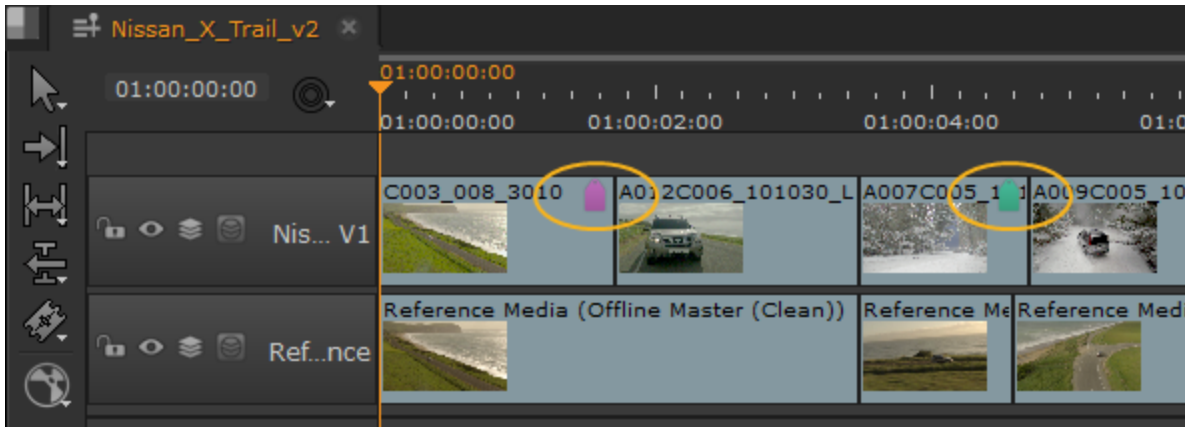 Nissan_X_Trail_v2
01:00:00:00
01:00:00:00
01:00:00:00 01:00:02:00 01:00:04:00 01:0
Nis... V1
C003_008_3010 A012C006_101030_L A007C005_1 A009C005_10
Ref...nce
Reference Media (Offline Master (Clean)) Reference Me Reference Medi